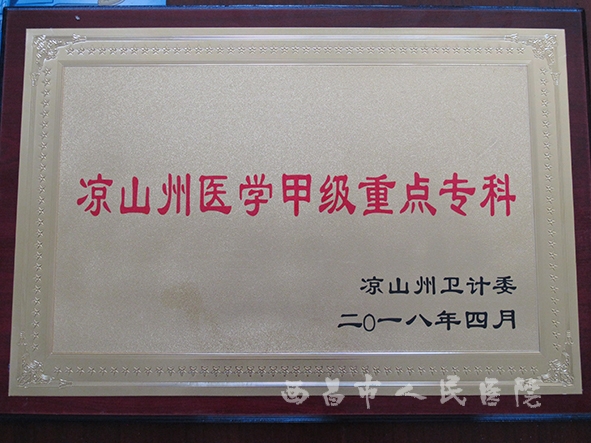 凉山州医学甲级重点专科
凉山州卫计委
二〇一八年四月
西昌市人民医院